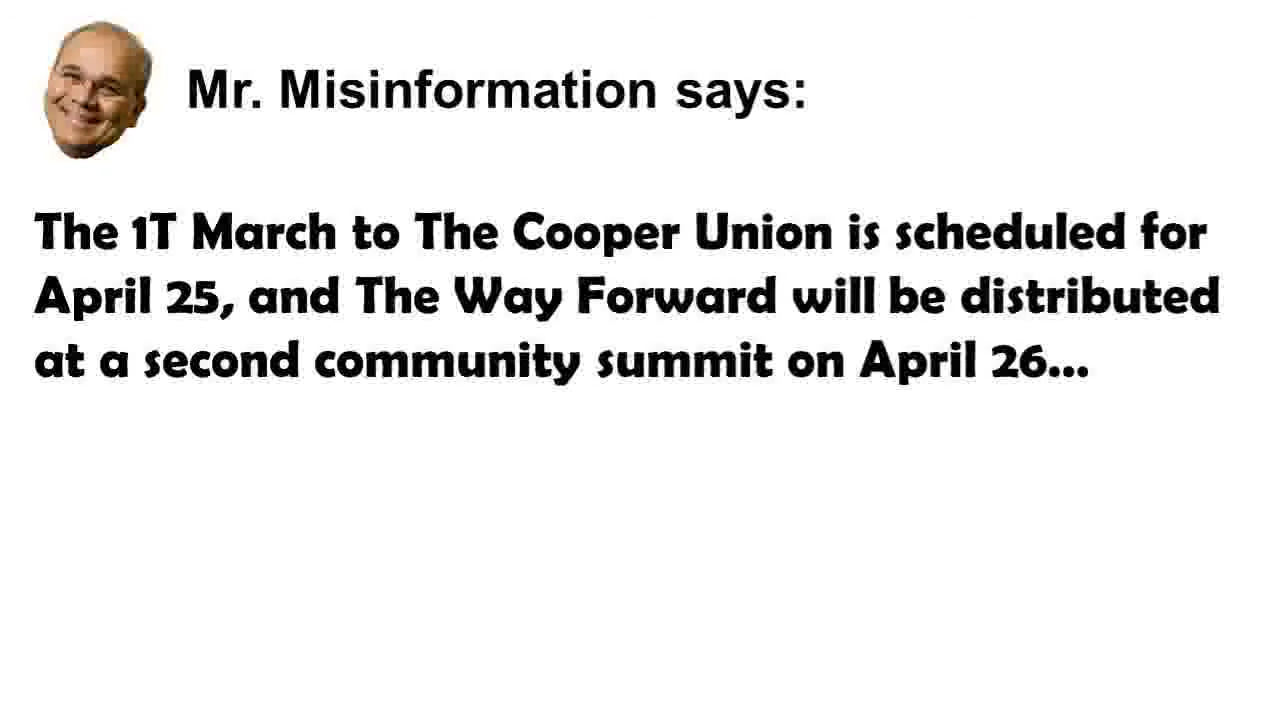 Mr. Misinformation says:
The 1T March to The Cooper Union is scheduled for
April 25, and The Way Forward will be distributed
at a second community summit on April 26...